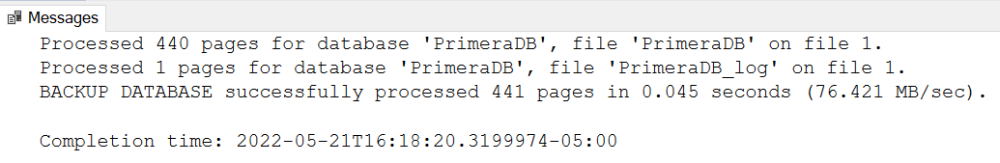 Messages
Processed 440 pages for database 'PrimeraDB', file 'PrimeraDB' on file 1.
Processed 1 pages for database 'PrimeraDB', file 'PrimeraDB_log' on file 1.
BACKUP DATABASE successfully processed 441 pages in 0.045 seconds (76.421 MB/sec).
Completion time: 2022-05-21T16:18:20.3199974-05:00